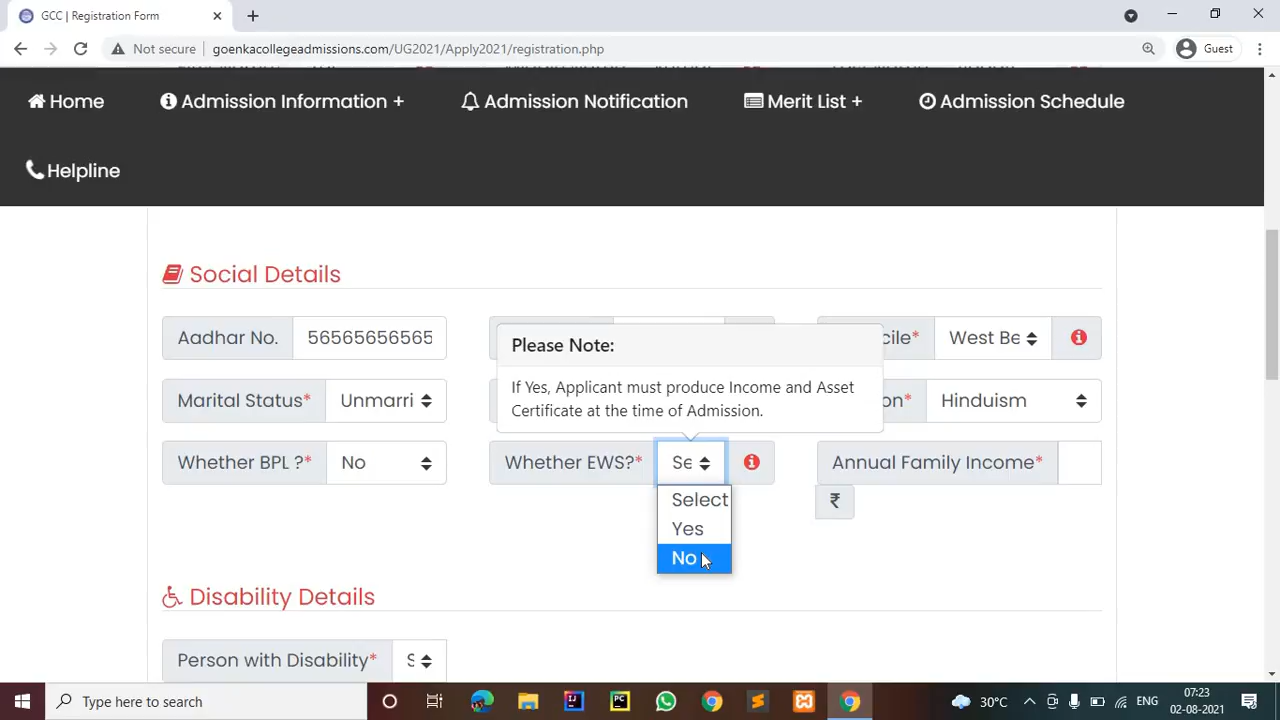 GCC | Registration Form
Not secure
goenkacollegeadmissions.com/UG2021/Apply2021/registration.php
Guest
Home
Admission Information +
Admission Notification
Merit List +
Admission Schedule
Helpline
Social Details
Aadhar No.
56565656565
cile*
West Be
Please Note:
If Yes, Applicant must produce Income and Asset
Certificate at the time of Admission.
Marital Status*
Unmarri
on*
Hinduism
Whether BPL ?*
No
Whether EWS?*
Se
Annual Family Income*
₹
Select
Yes
No
Disability Details
Person with Disability*
S
Type here to search
30°C
ENG
07:23
02-08-2021